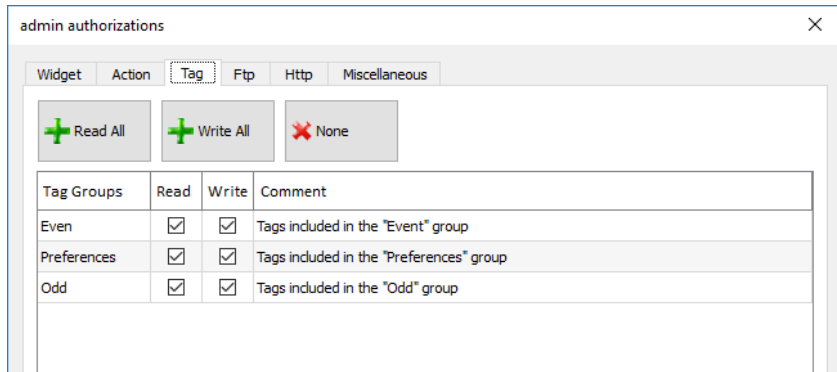 admin authorizations
Widget Action Tag Ftp Http Miscellaneous
Read All Write All None
Tag Groups Read Write Comment
Even Tags included in the "Event" group
Preferences Tags included in the "Preferences" group
Odd Tags included in the "Odd" group